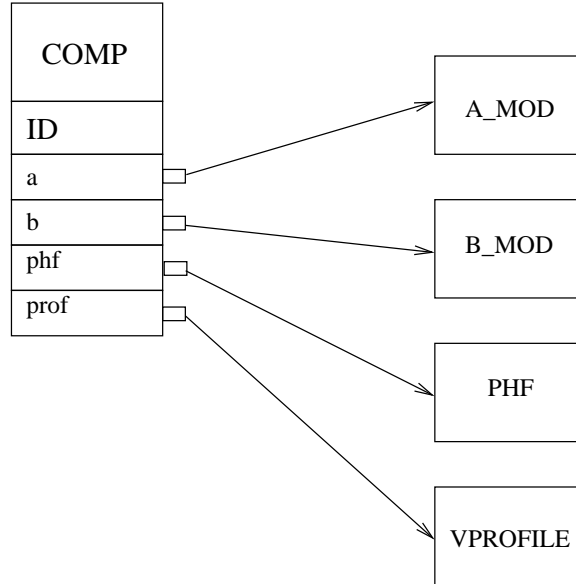 COMP
ID
a
b
phf
prof
A_MOD
B_MOD
PHF
VPROFILE